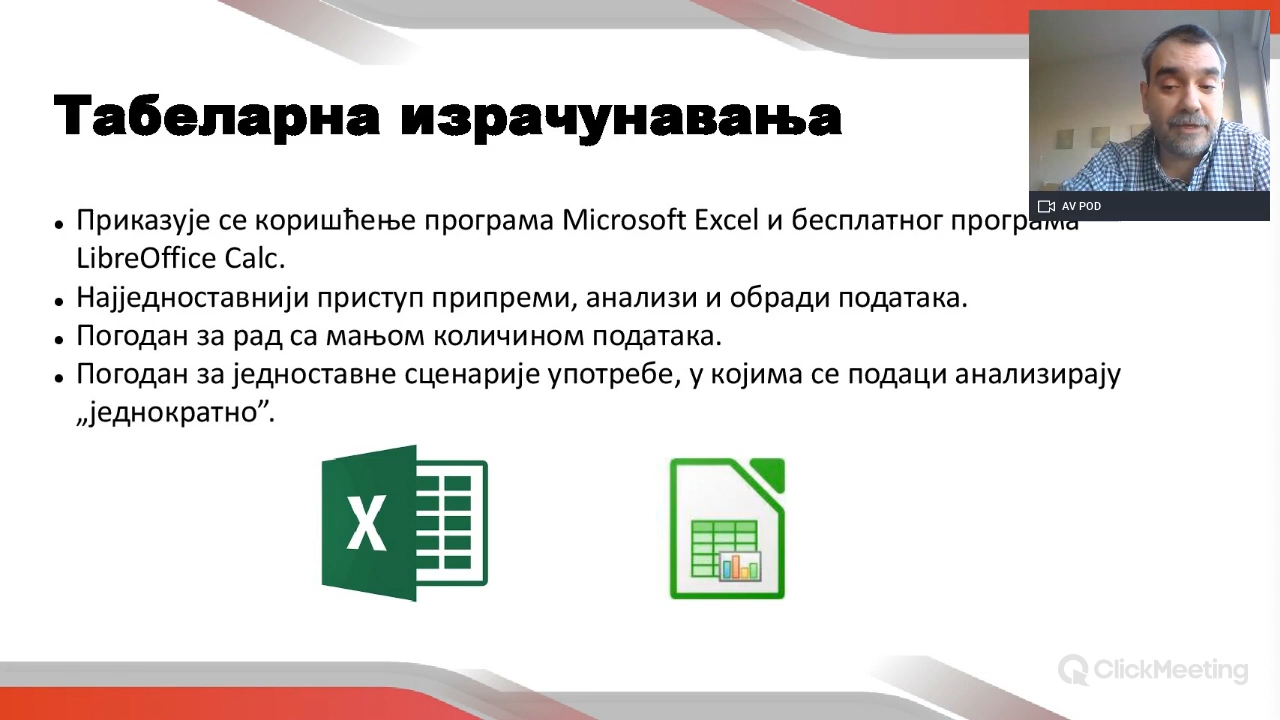 Табеларна израчунавања
AV POD
• Приказује се коришћење програма Microsoft Excel и бесплатног програма
LibreOffice Calc.
• Најједноставнији приступ припреми, анализи и обради података.
• Погодан за рад са мањом количином података.
• Погодан за једноставне сценарије употребе, у којима се подаци анализирају
„једнократно”.
X
ClickMeeting